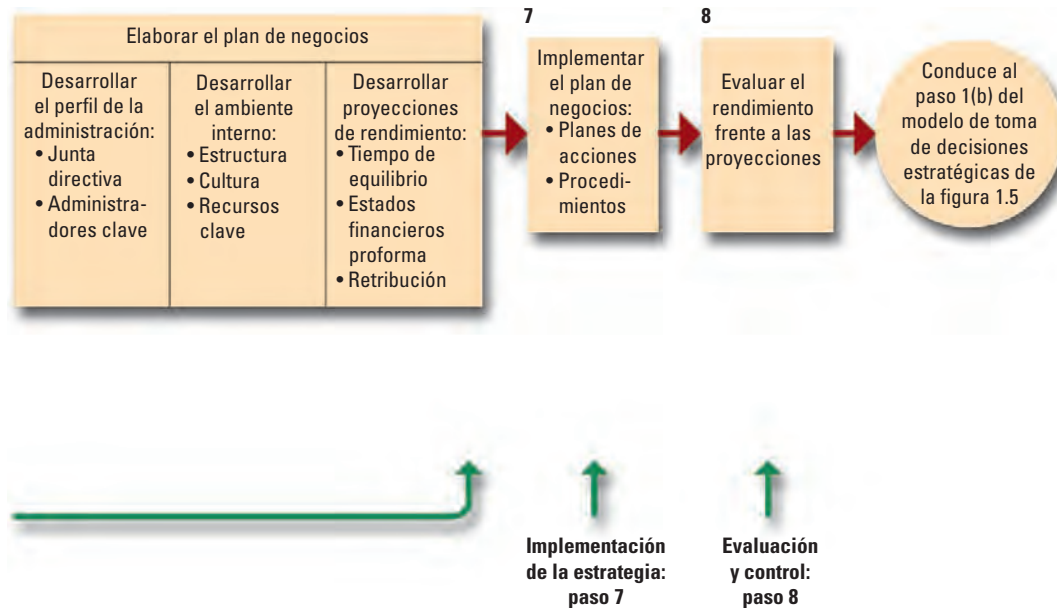 Elaborar el plan de negocios
Desarrollar
el perfil de la
administración:
• Junta
directiva
• Administra-
dores clave
Desarrollar
el ambiente
interno:
• Estructura
• Cultura
• Recursos
clave
Desarrollar
proyecciones
de rendimiento:
• Tiempo de
equilibrio
• Estados
financieros
proforma
• Retribución
7
Implementar
el plan de
negocios:
• Planes de
acciones
• Procedi-
mientos
8
Evaluar el
rendimiento
frente a las
proyecciones
Conduce al
paso 1(b) del
modelo de toma
de decisiones
estratégicas de
la figura 1.5
Implementación
de la estrategia:
paso 7
Evaluación
y control:
paso 8